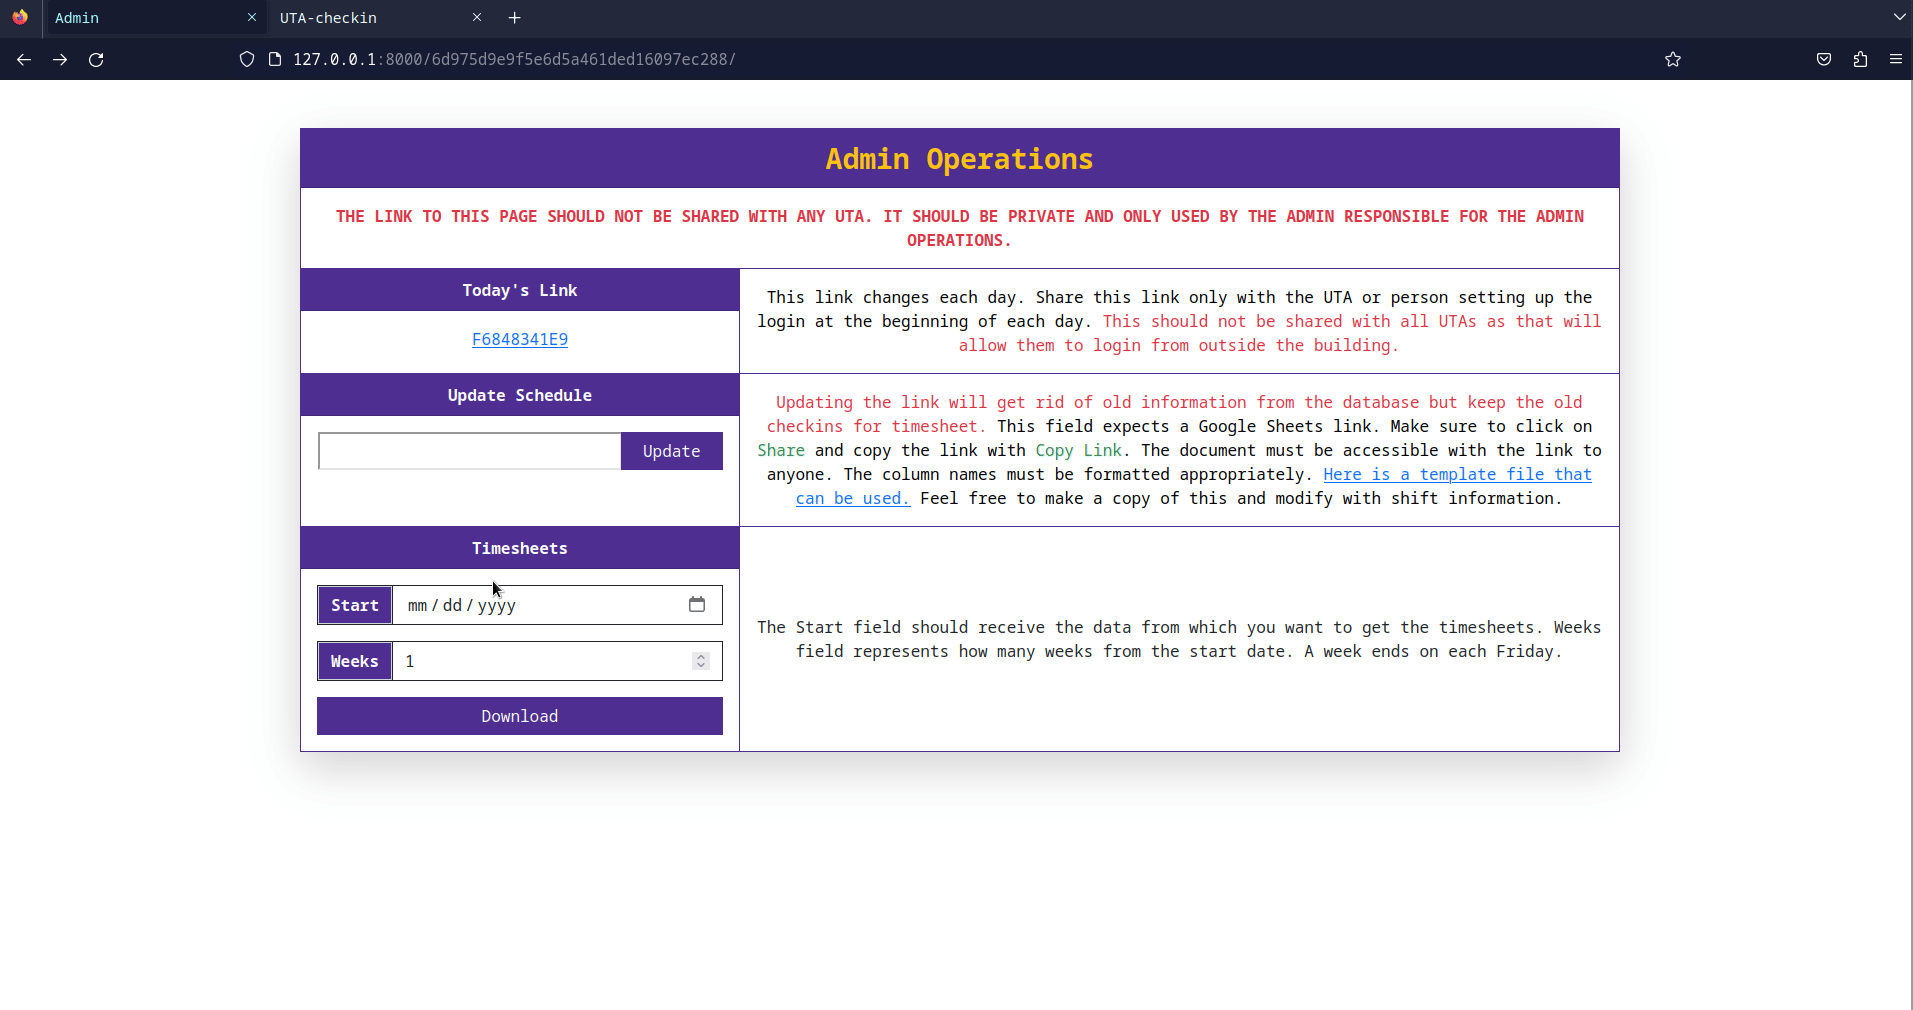 Admin
UTA-checkin
127.0.0.1:8000/6d975d9e9f5e6d5a461ded16097ec288/
Admin Operations
THE LINK TO THIS PAGE SHOULD NOT BE SHARED WITH ANY UTA. IT SHOULD BE PRIVATE AND ONLY USED BY THE ADMIN RESPONSIBLE FOR THE ADMIN
OPERATIONS.
Today's Link
F6848341E9
This link changes each day. Share this link only with the UTA or person setting up the
login at the beginning of each day. This should not be shared with all UTAs as that will
allow them to login from outside the building.
Update Schedule
Update
Updating the link will get rid of old information from the database but keep the old
checkins for timesheet. This field expects a Google Sheets link. Make sure to click on
Share and copy the link with Copy Link. The document must be accessible with the link to
anyone. The column names must be formatted appropriately. Here is a template file that
can be used. Feel free to make a copy of this and modify with shift information.
Timesheets
Start mm / dd / yyyy
Weeks 1
Download
The Start field should receive the data from which you want to get the timesheets. Weeks
field represents how many weeks from the start date. A week ends on each Friday.